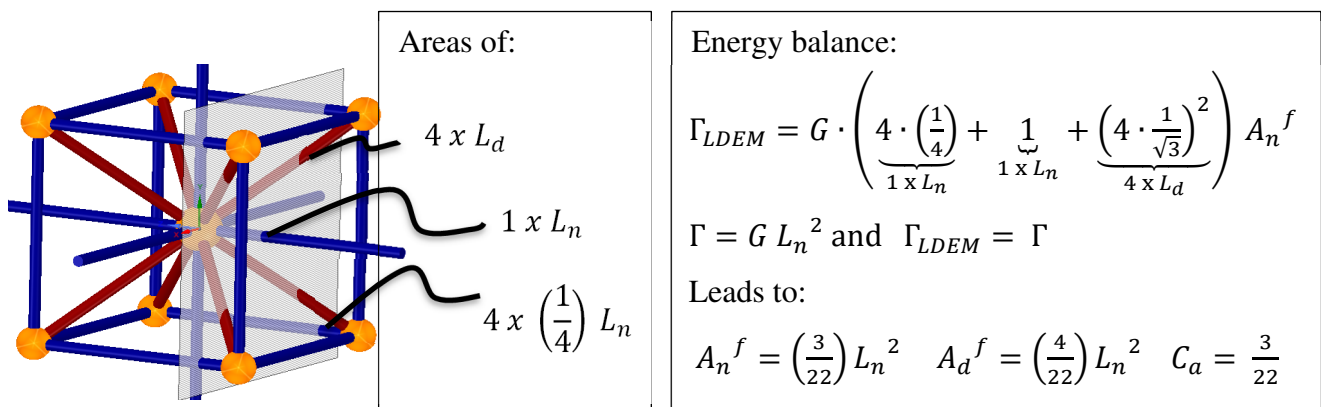 Areas of:
4 x L_d
1 x L_n
4 x (1/4) L_n
Energy balance:
Γ_LDEM = G · (4 · (1/4) + 1 + (4 · 1/√3)^2) A_n^f
1 x L_n 1 x L_n 4 x L_d
Γ = G L_n^2 and Γ_LDEM = Γ
Leads to:
A_n^f = (3/22) L_n^2 A_d^f = (4/22) L_n^2 C_a = 3/22